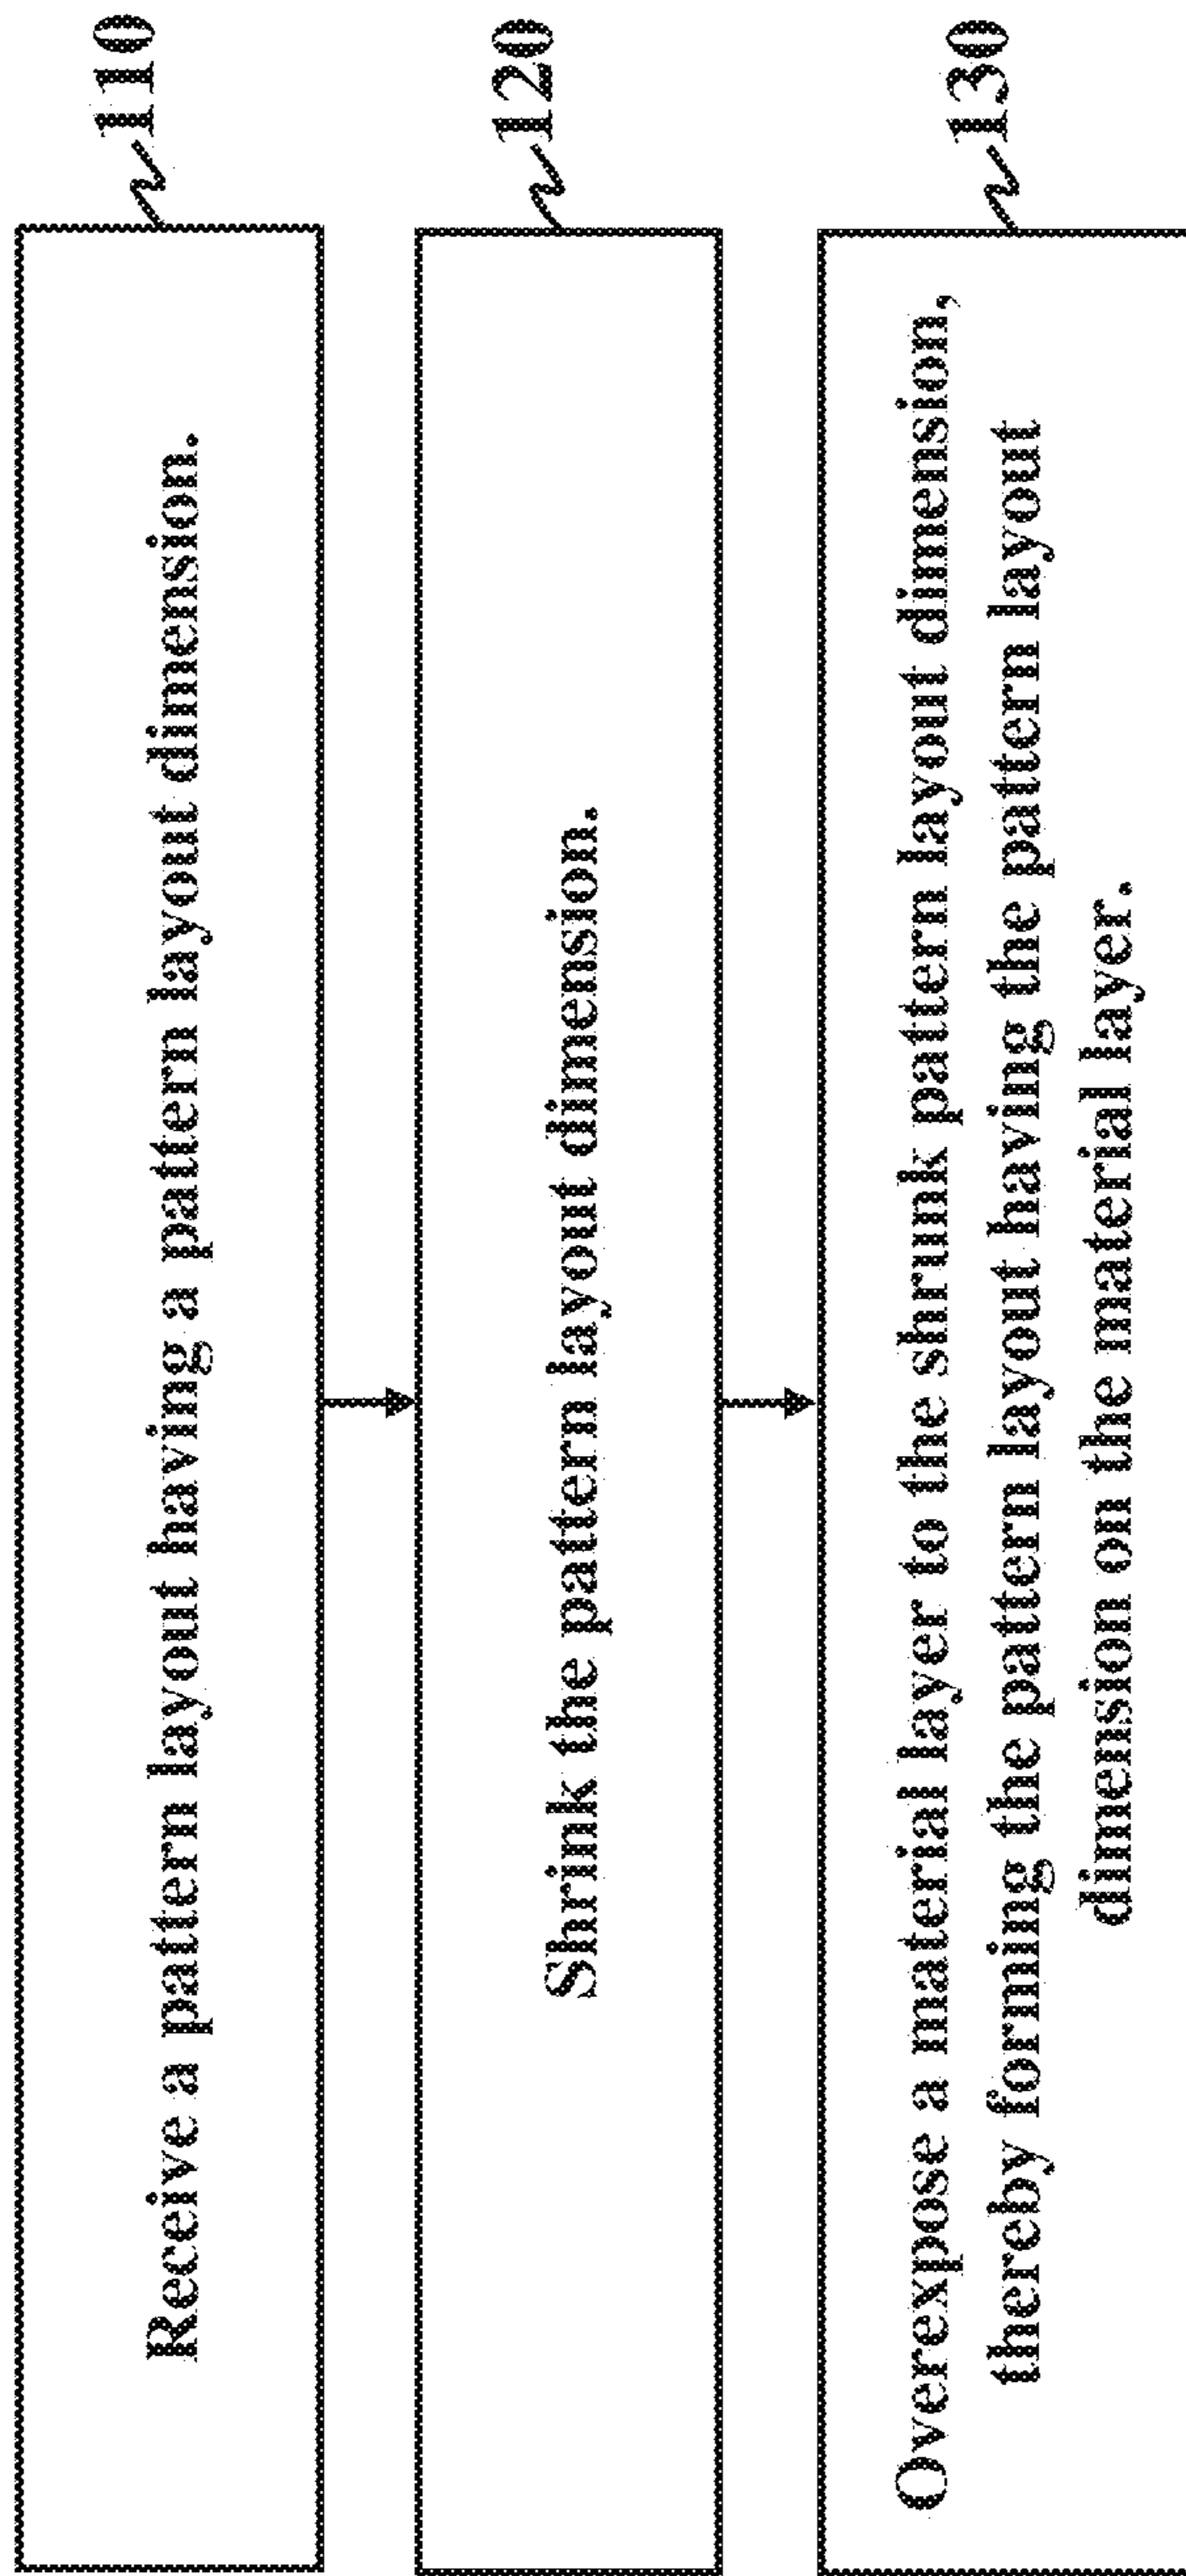 Receive a pattern layout having a pattern layout dimension.
110
Shrink the pattern layout dimension.
120
Overexpose a material layer to the shrunk pattern layout dimension,
thereby forming the pattern layout having the pattern layout
dimension on the material layer.
130